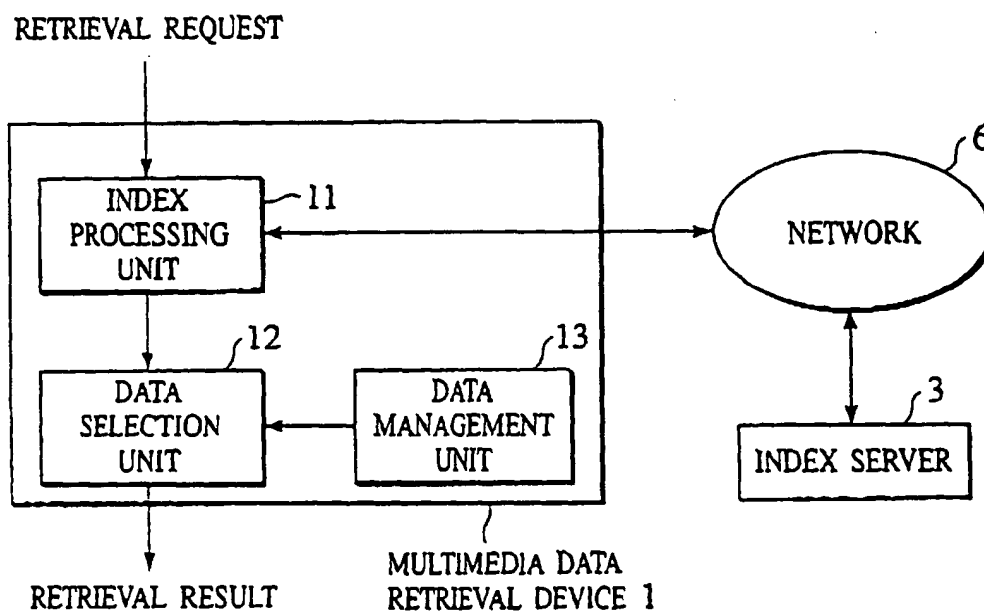 RETRIEVAL REQUEST
INDEX
PROCESSING
UNIT
11
6
NETWORK
12
DATA
SELECTION
UNIT
13
DATA
MANAGEMENT
UNIT
3
INDEX SERVER
MULTIMEDIA DATA
RETRIEVAL DEVICE 1
RETRIEVAL RESULT